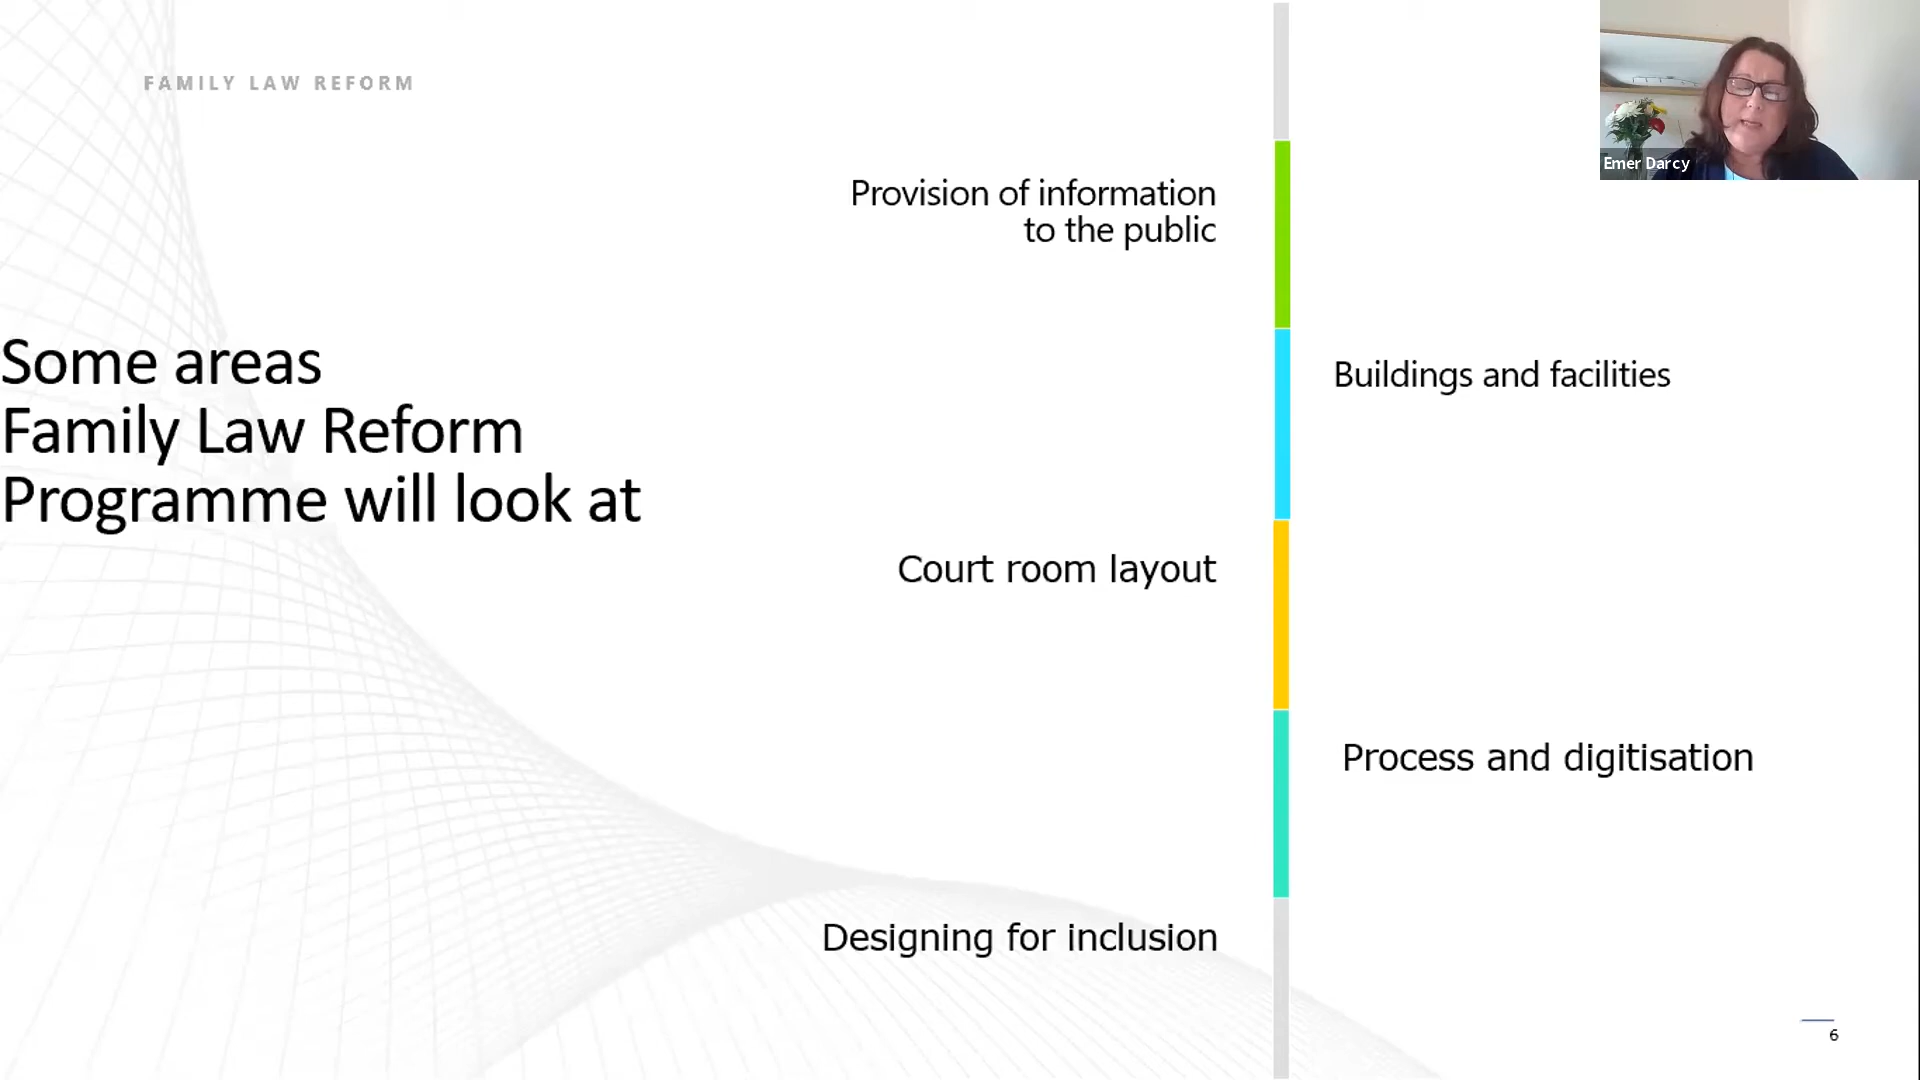 FAMILY LAW REFORM
Emer Darcy
Some areas
Family Law Reform
Programme will look at
Provision of information
to the public
Buildings and facilities
Court room layout
Process and digitisation
Designing for inclusion
6